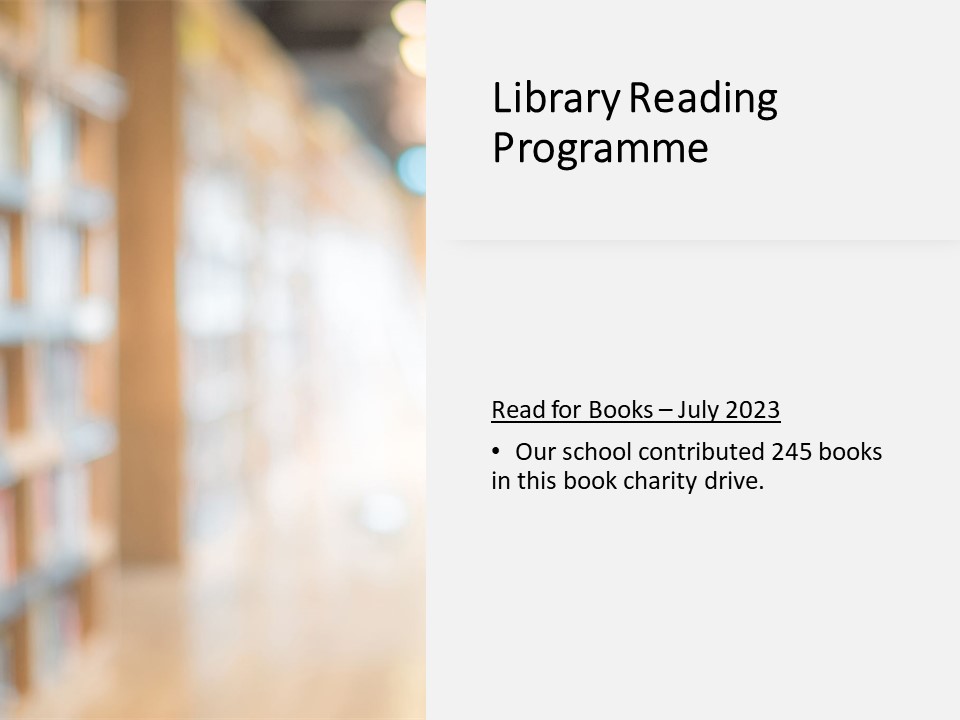 Library Reading
Programme
Read for Books – July 2023
• Our school contributed 245 books
in this book charity drive.